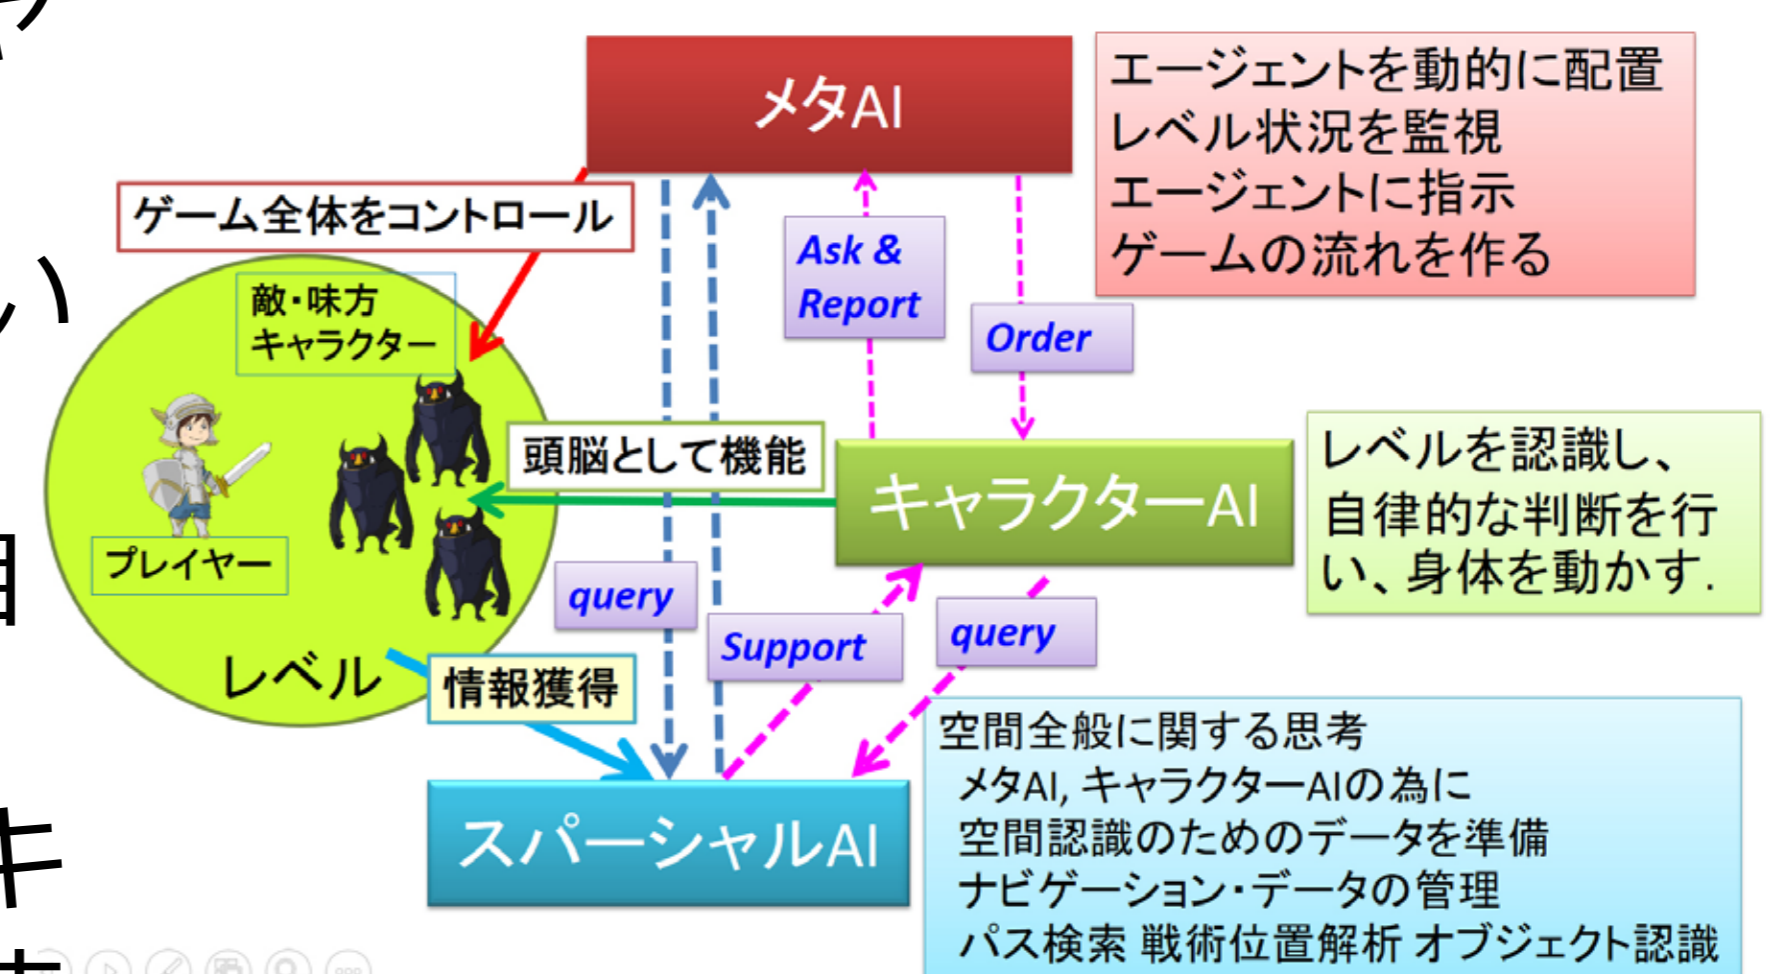 メタAI
エージェントを動的に配置
レベル状況を監視
エージェントに指示
ゲームの流れを作る
ゲーム全体をコントロール
Ask &
Report
Order
敵・味方
キャラクター
プレイヤー
レベル
頭脳として機能
キャラクターAI
レベルを認識し、
自律的な判断を行
い、身体を動かす.
query
Support
query
情報獲得
スパーシャルAI
空間全般に関する思考
メタAI, キャラクターAIの為に
空間認識のためのデータを準備
ナビゲーション・データの管理
パス検索 戦術位置解析 オブジェクト認識
い
キ